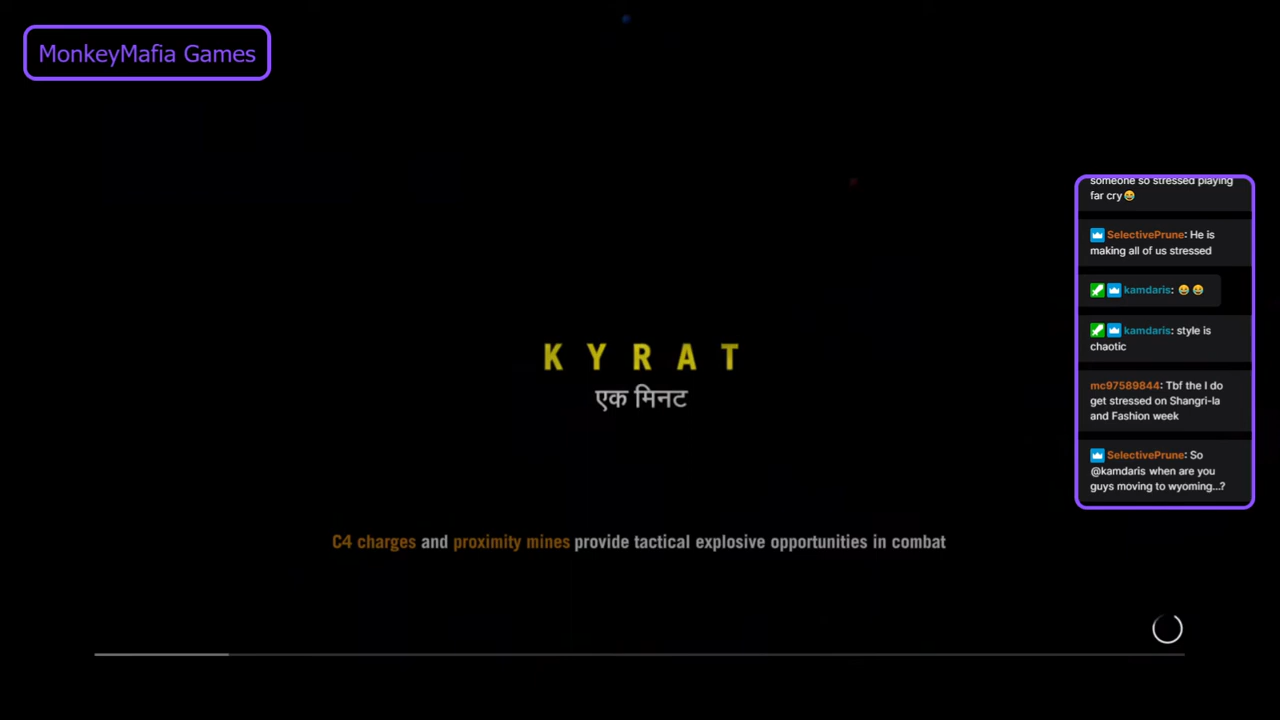 MonkeyMafia Games
someone so stressed playing
far cry😂
SelectivePrune: He is
making all of us stressed
kamdaris: 😂 😂
kamdaris: style is
chaotic
mc97589844: Tbf the I do
get stressed on Shangri-la
and Fashion week
SelectivePrune: So
@kamdaris when are you
guys moving to wyoming...?
KYRAT
एक मिनट
C4 charges and proximity mines provide tactical explosive opportunities in combat